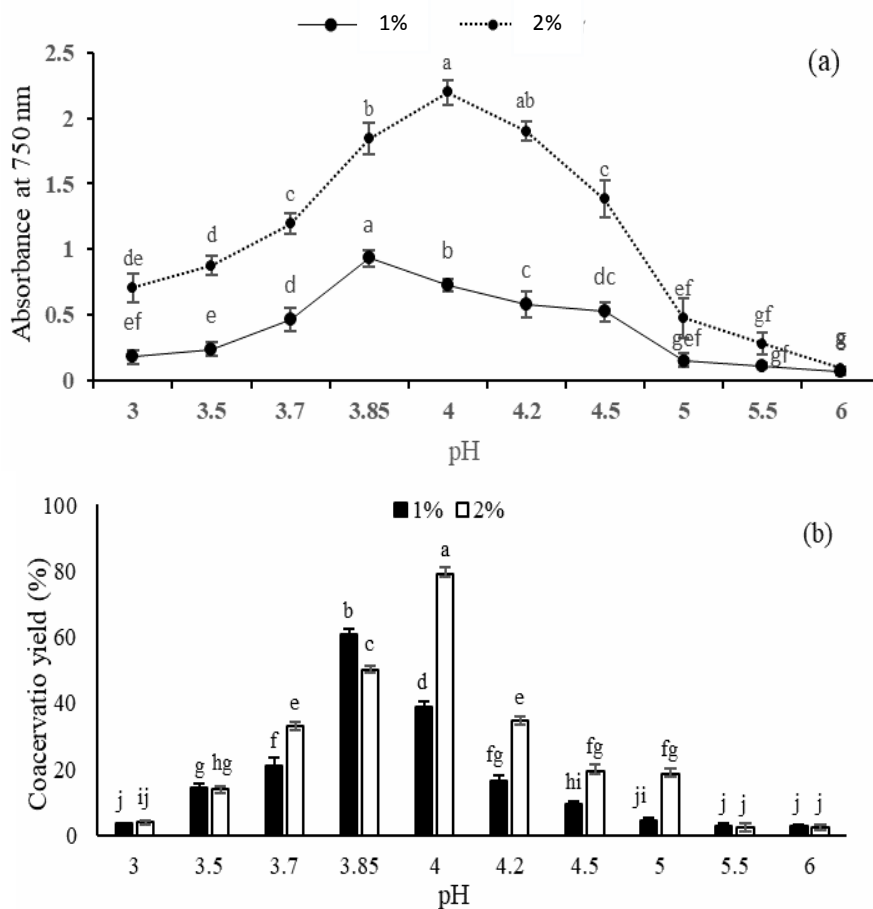 1% 2%
(a)
Absorbance at 750 nm
2.5
2
1.5
1
0.5
0
a
b ab
c c
de d
ef
gf
g
a
b
c dc
d
ef e
gef
gf
g
3 3.5 3.7 3.85 4 4.2 4.5 5 5.5 6
pH
(b)
1% 2%
Coacervatio yield (%)
100
80
60
40
20
0
j ij g hg f e b c d a fg e hi fg ji fg j j j j
3 3.5 3.7 3.85 4 4.2 4.5 5 5.5 6
pH